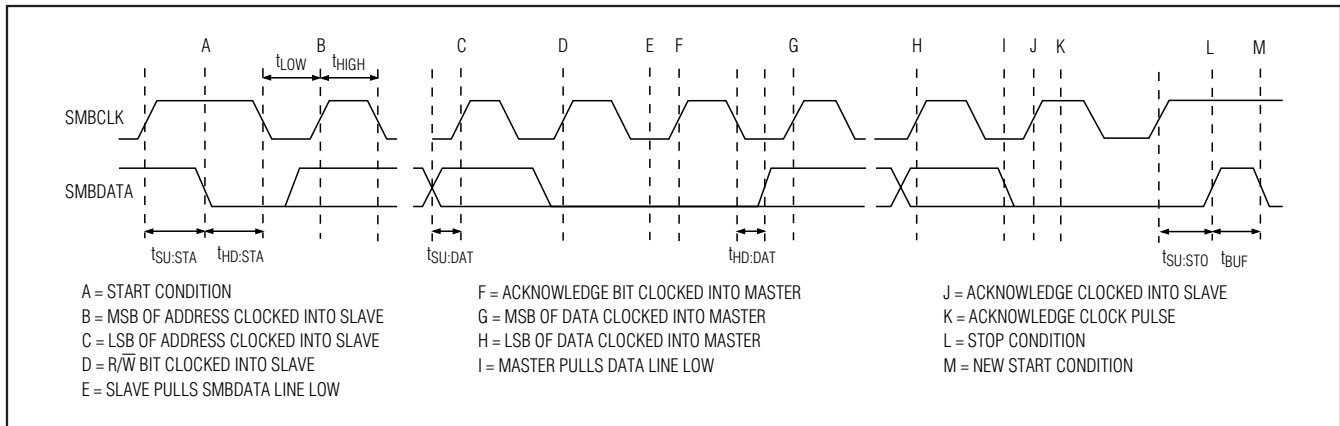 A B tLOW tHIGH C D E F G H I J K L M
SMBCLK
SMBDATA
tSU:STA tHD:STA tSU:DAT tHD:DAT tSU:STO tBUF
A = START CONDITION
B = MSB OF ADDRESS CLOCKED INTO SLAVE
C = LSB OF ADDRESS CLOCKED INTO SLAVE
D = R/W̅ BIT CLOCKED INTO SLAVE
E = SLAVE PULLS SMBDATA LINE LOW
F = ACKNOWLEDGE BIT CLOCKED INTO MASTER
G = MSB OF DATA CLOCKED INTO MASTER
H = LSB OF DATA CLOCKED INTO MASTER
I = MASTER PULLS DATA LINE LOW
J = ACKNOWLEDGE CLOCKED INTO SLAVE
K = ACKNOWLEDGE CLOCK PULSE
L = STOP CONDITION
M = NEW START CONDITION